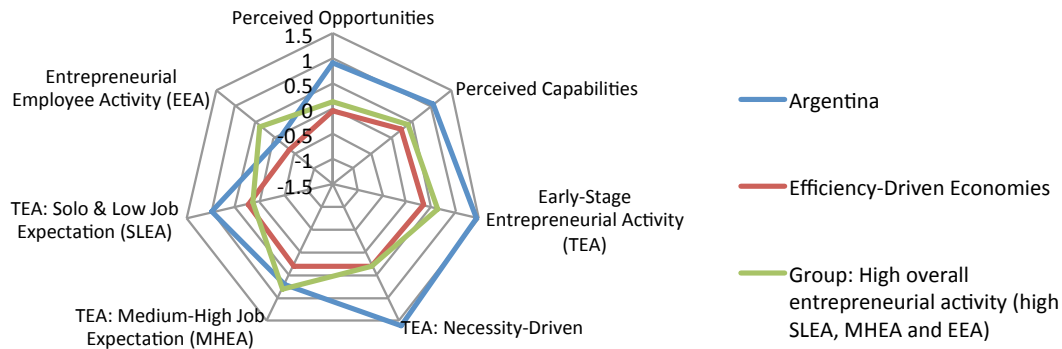 Perceived Opportunities
1.5
1
0.5
0
-0.5
-1
-1.5
Perceived Capabilities
Early-Stage
Entrepreneurial Activity
(TEA)
TEA: Necessity-Driven
TEA: Medium-High Job
Expectation (MHEA)
TEA: Solo & Low Job
Expectation (SLEA)
Entrepreneurial
Employee Activity (EEA)
Argentina
Efficiency-Driven Economies
Group: High overall
entrepreneurial activity (high
SLEA, MHEA and EEA)